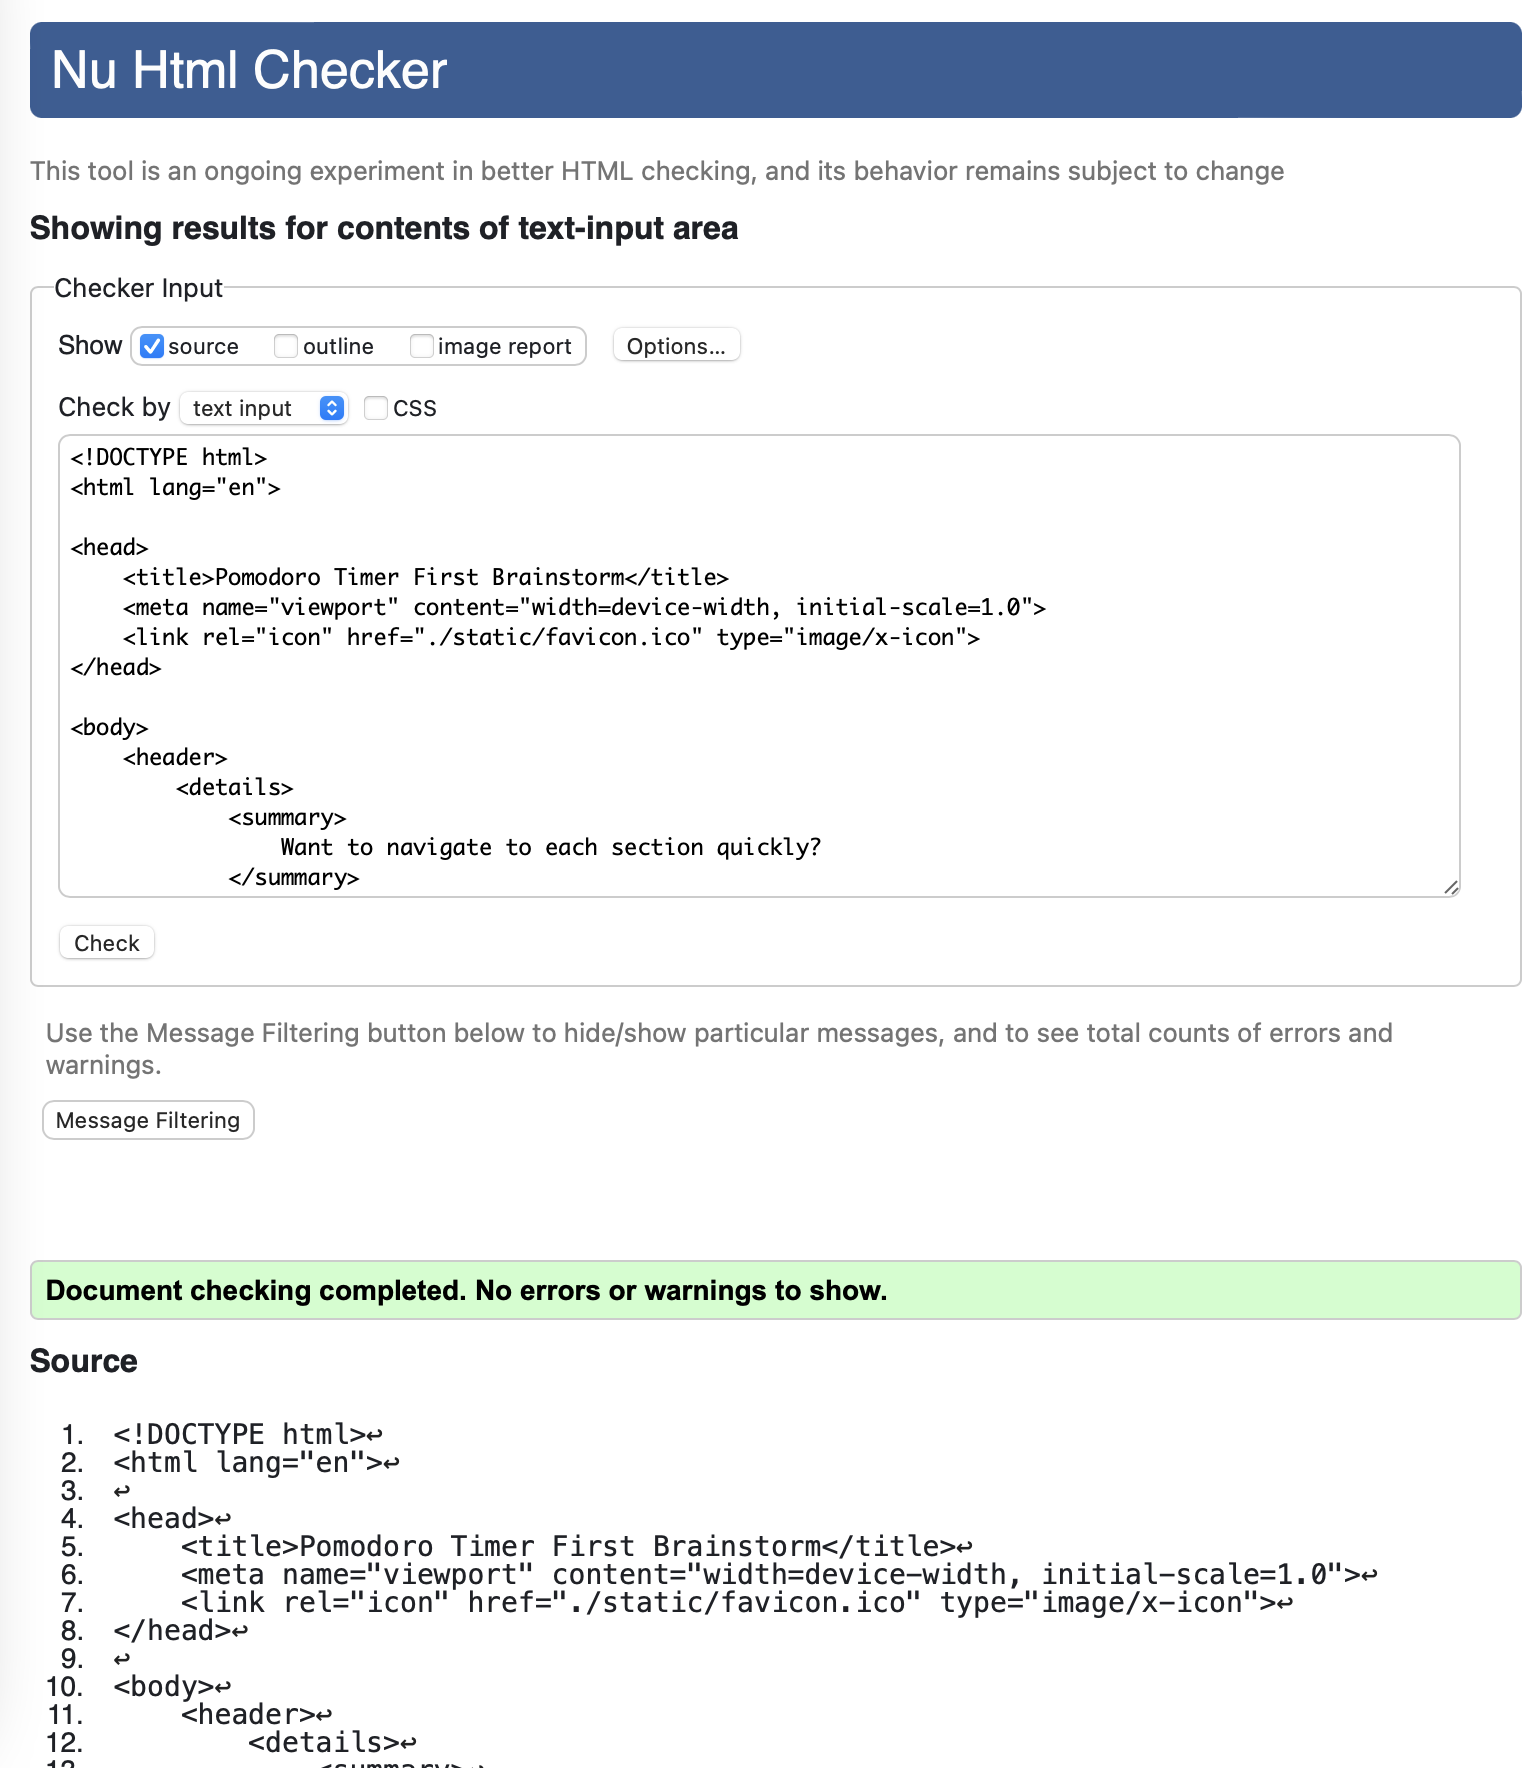 Nu Html Checker
This tool is an ongoing experiment in better HTML checking, and its behavior remains subject to change
Showing results for contents of text-input area
Checker Input
Show source outline image report Options...
Check by text input CSS
<!DOCTYPE html>
<html lang="en">
<head>
    <title>Pomodoro Timer First Brainstorm</title>
    <meta name="viewport" content="width=device-width, initial-scale=1.0">
    <link rel="icon" href="./static/favicon.ico" type="image/x-icon">
</head>
<body>
    <header>
        <details>
            <summary>
                Want to navigate to each section quickly?
            </summary>
Check
Use the Message Filtering button below to hide/show particular messages, and to see total counts of errors and
warnings.
Message Filtering
Document checking completed. No errors or warnings to show.
Source
1. <!DOCTYPE html>↩
2. <html lang="en">↩
3. ↩
4. <head>↩
5.     <title>Pomodoro Timer First Brainstorm</title>↩
6.     <meta name="viewport" content="width=device-width, initial-scale=1.0">↩
7.     <link rel="icon" href="./static/favicon.ico" type="image/x-icon">↩
8. </head>↩
9. ↩
10. <body>↩
11.     <header>↩
12.         <details>↩